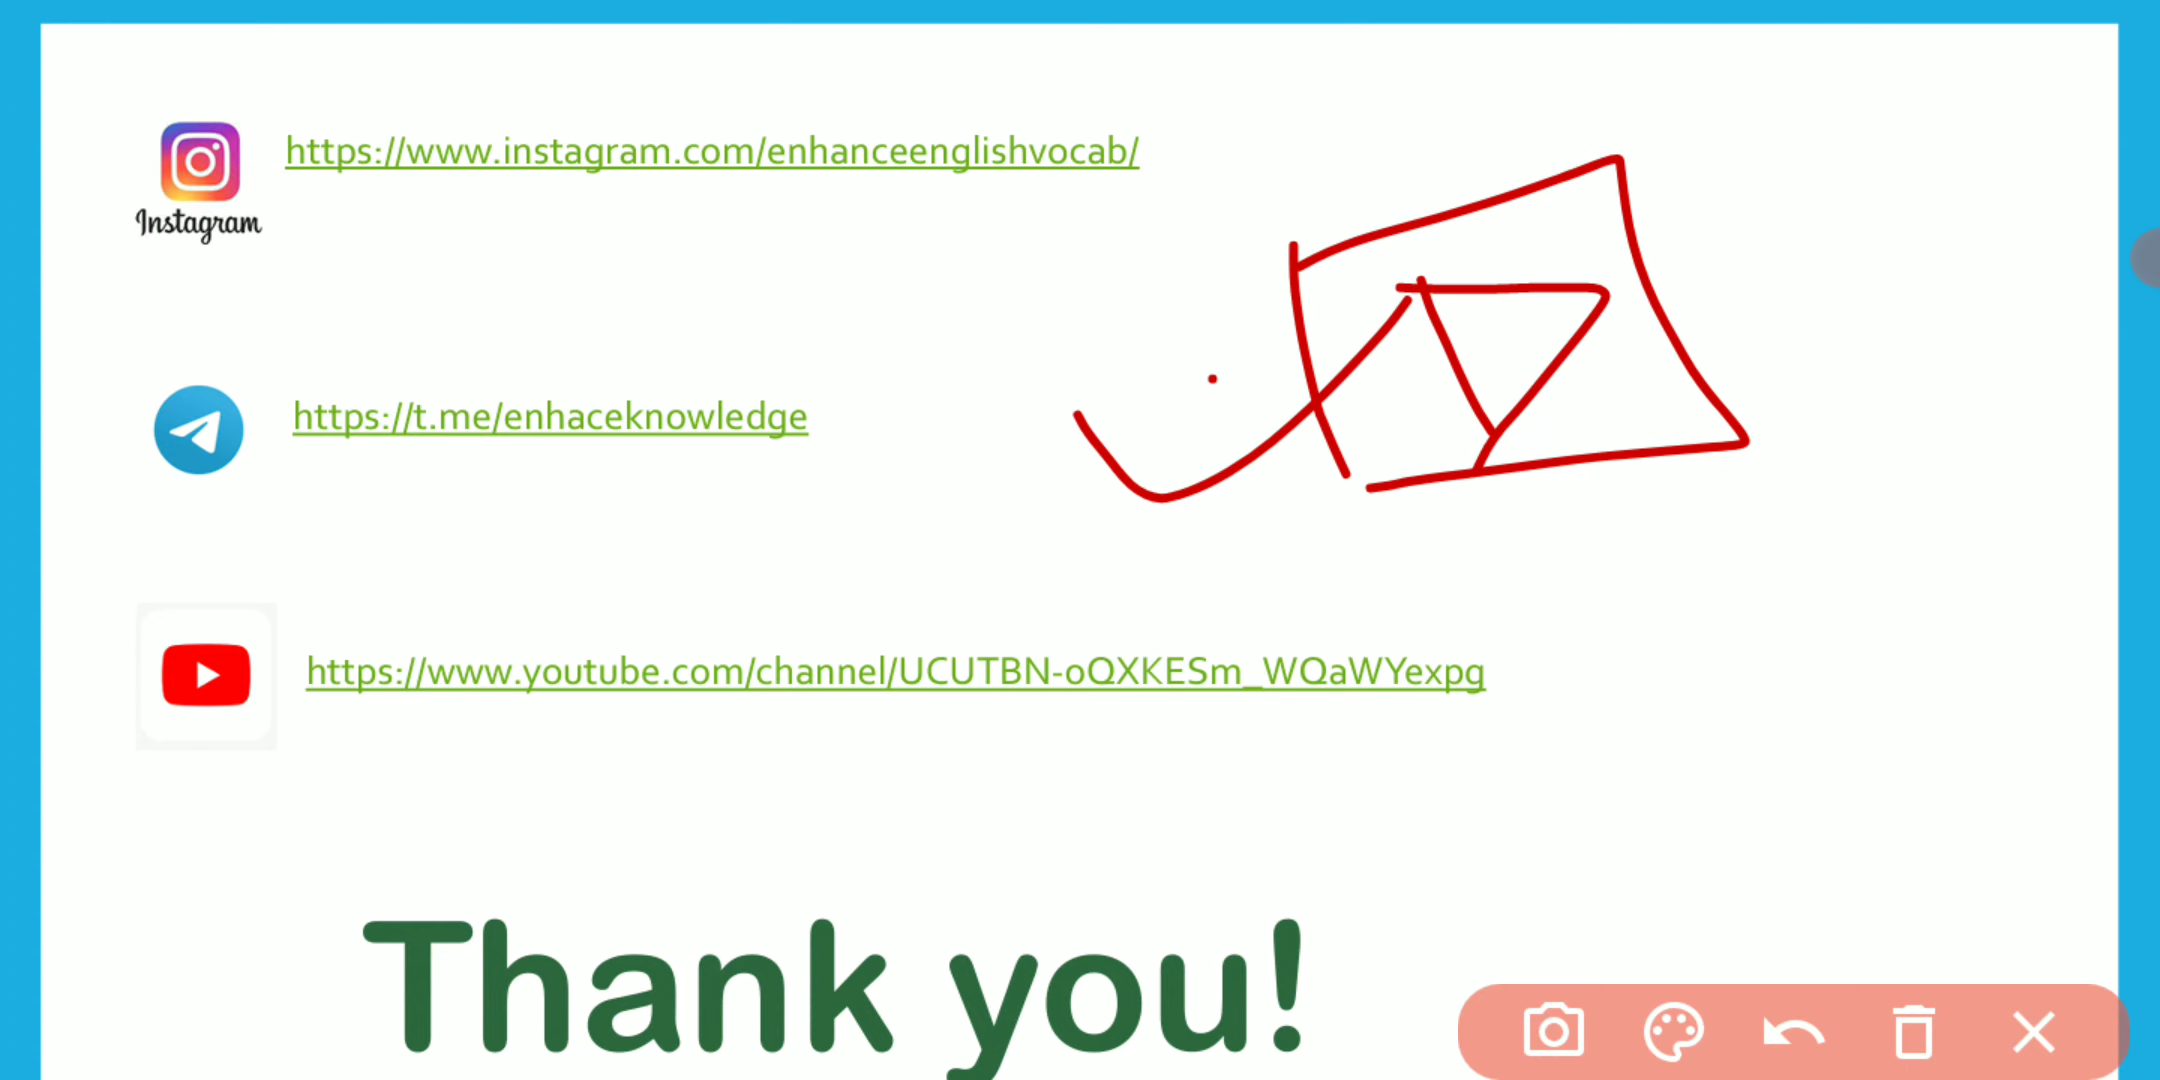 https://www.instagram.com/enhanceenglishvocab/
Instagram
https://t.me/enhaceknowledge
https://www.youtube.com/channel/UCUTBN-oQXKESm_WQaWYexpg
Thank you!